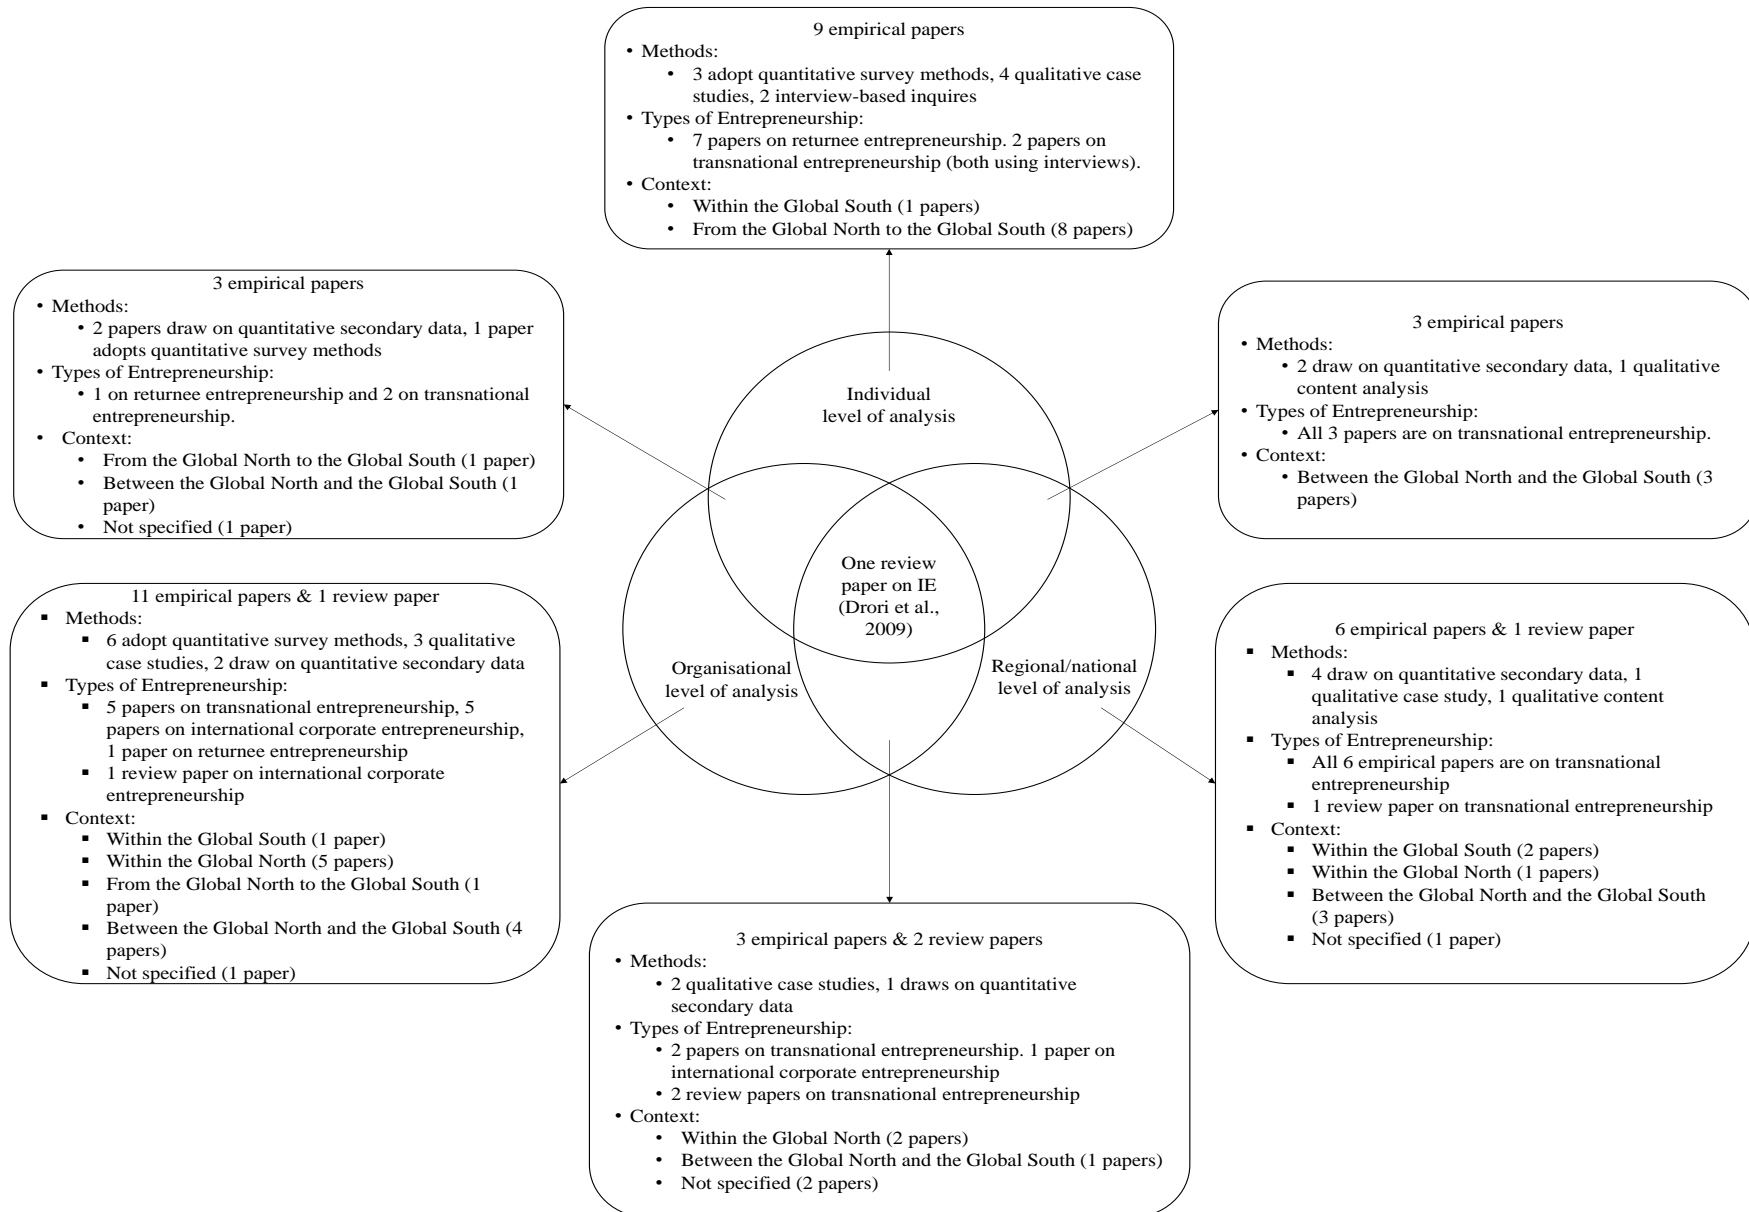 9 empirical papers
• Methods:
• 3 adopt quantitative survey methods, 4 qualitative case
studies, 2 interview-based inquires
• Types of Entrepreneurship:
• 7 papers on returnee entrepreneurship. 2 papers on
transnational entrepreneurship (both using interviews).
• Context:
• Within the Global South (1 papers)
• From the Global North to the Global South (8 papers)
3 empirical papers
• Methods:
• 2 papers draw on quantitative secondary data, 1 paper
adopts quantitative survey methods
• Types of Entrepreneurship:
• 1 on returnee entrepreneurship and 2 on transnational
entrepreneurship.
• Context:
• From the Global North to the Global South (1 paper)
• Between the Global North and the Global South (1
paper)
• Not specified (1 paper)
3 empirical papers
• Methods:
• 2 draw on quantitative secondary data, 1 qualitative
content analysis
• Types of Entrepreneurship:
• All 3 papers are on transnational entrepreneurship.
• Context:
• Between the Global North and the Global South (3
papers)
Individual
level of analysis
One review
paper on IE
(Drori et al.,
2009)
Organisational
level of analysis
Regional/national
level of analysis
11 empirical papers & 1 review paper
▪ Methods:
▪ 6 adopt quantitative survey methods, 3 qualitative
case studies, 2 draw on quantitative secondary data
▪ Types of Entrepreneurship:
▪ 5 papers on transnational entrepreneurship, 5
papers on international corporate entrepreneurship,
1 paper on returnee entrepreneurship
▪ 1 review paper on international corporate
entrepreneurship
▪ Context:
▪ Within the Global South (1 paper)
▪ Within the Global North (5 papers)
▪ From the Global North to the Global South (1
paper)
▪ Between the Global North and the Global South (4
papers)
▪ Not specified (1 paper)
6 empirical papers & 1 review paper
▪ Methods:
▪ 4 draw on quantitative secondary data, 1
qualitative case study, 1 qualitative content
analysis
▪ Types of Entrepreneurship:
▪ All 6 empirical papers are on transnational
entrepreneurship
▪ 1 review paper on transnational entrepreneurship
▪ Context:
▪ Within the Global South (2 papers)
▪ Within the Global North (1 papers)
▪ Between the Global North and the Global South
(3 papers)
▪ Not specified (1 paper)
3 empirical papers & 2 review papers
• Methods:
• 2 qualitative case studies, 1 draws on quantitative
secondary data
• Types of Entrepreneurship:
• 2 papers on transnational entrepreneurship. 1 paper on
international corporate entrepreneurship
• 2 review papers on transnational entrepreneurship
• Context:
• Within the Global North (2 papers)
• Between the Global North and the Global South (1 papers)
• Not specified (2 papers)